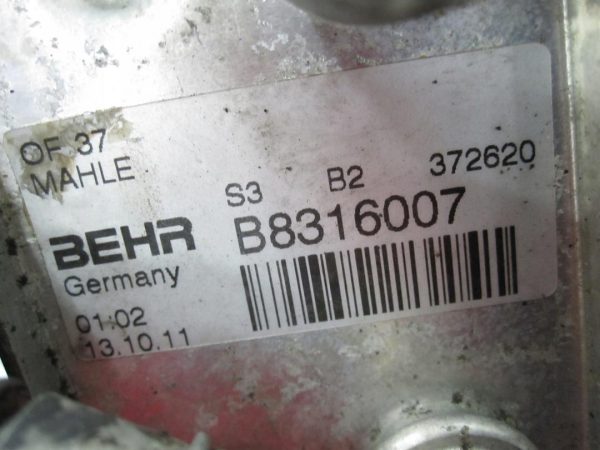 OF 37
MAHLE
S3 B2 372620
BEHR B8316007
Germany
01:02
13.10.11